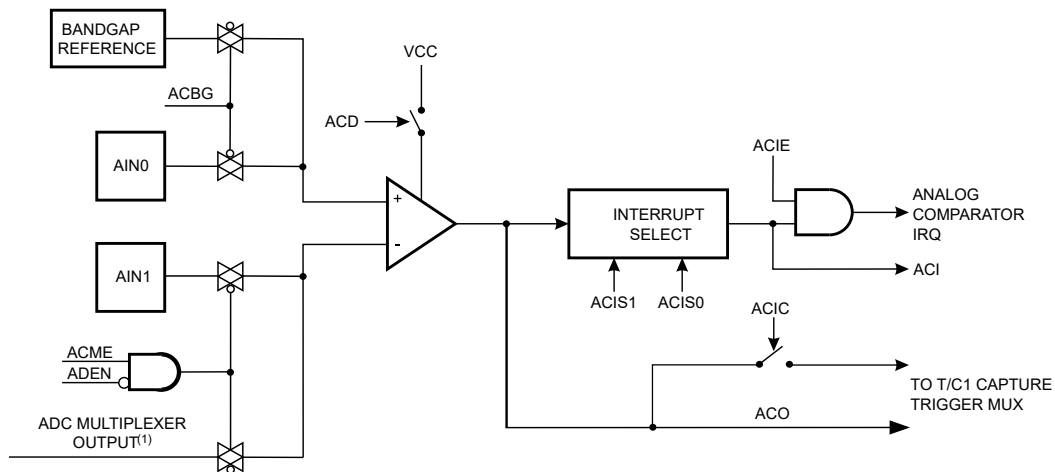 BANDGAP
REFERENCE
ACBG
VCC
ACD
AIN0
ACIE
+
-
INTERRUPT
SELECT
ANALOG
COMPARATOR
IRQ
AIN1
ACI
ACIS1
ACIS0
ACIC
ACME
ADEN
TO T/C1 CAPTURE
TRIGGER MUX
ACO
ADC MULTIPLEXER
OUTPUT(1)